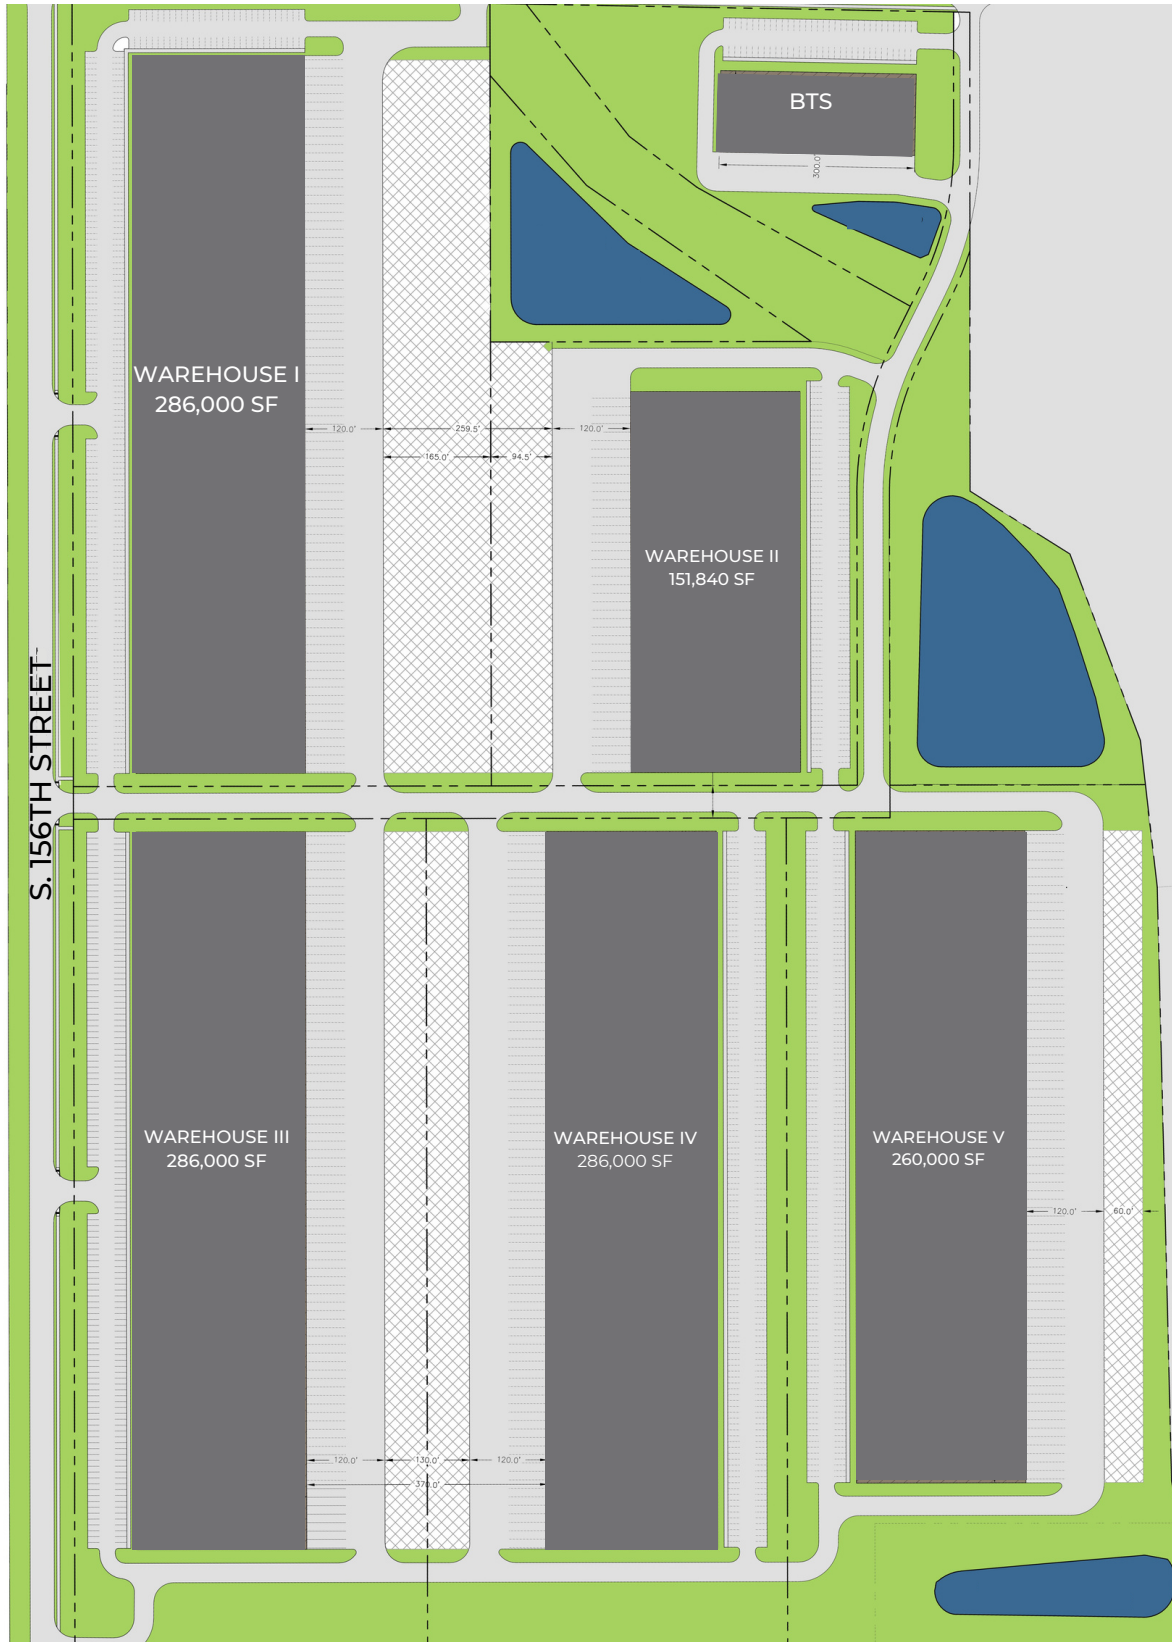 BTS
300.0'
WAREHOUSE I
286,000 SF
120.0'
259.5'
120.0'
165.0'
94.5'
WAREHOUSE II
151,840 SF
S. 156TH STREET
WAREHOUSE III
286,000 SF
WAREHOUSE IV
286,000 SF
WAREHOUSE V
260,000 SF
120.0'
60.0'
120.0'
130.0'
120.0'
370.0'